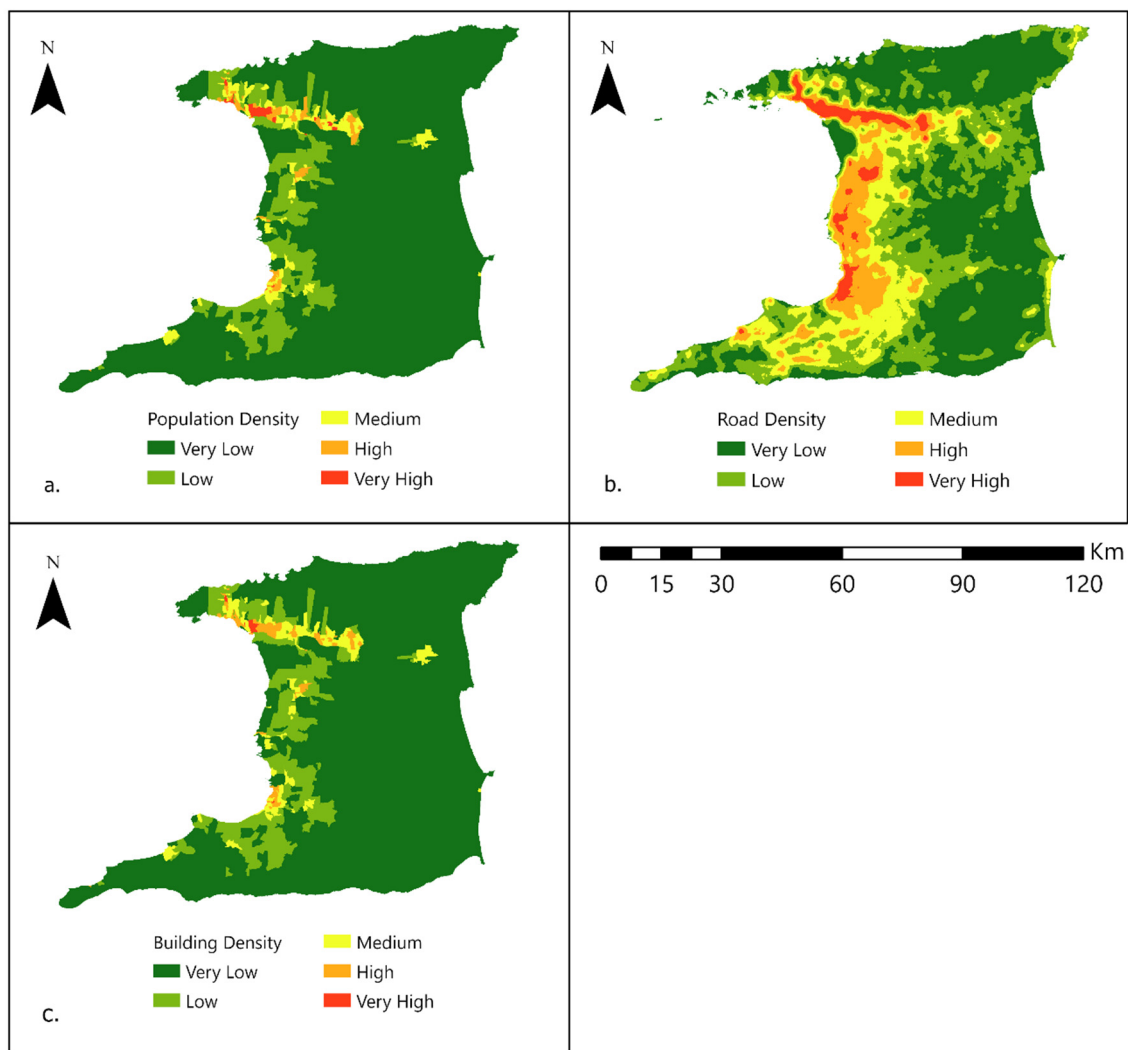 N
Population Density
Very Low
Low
Medium
High
Very High
a.
N
Road Density
Very Low
Low
Medium
High
Very High
b.
N
Building Density
Very Low
Low
Medium
High
Very High
c.
Km
0 15 30 60 90 120